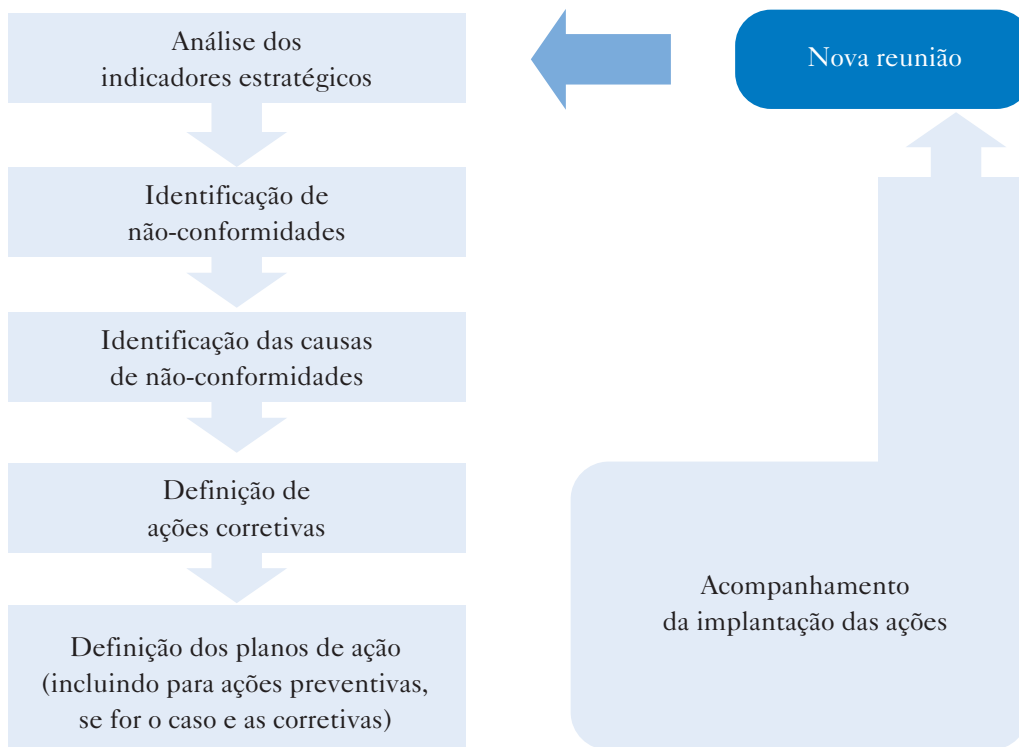 Análise dos
indicadores estratégicos
Identificação de
não-conformidades
Identificação das causas
de não-conformidades
Definição de
ações corretivas
Definição dos planos de ação
(incluindo para ações preventivas,
se for o caso e as corretivas)
Acompanhamento
da implantação das ações
Nova reunião